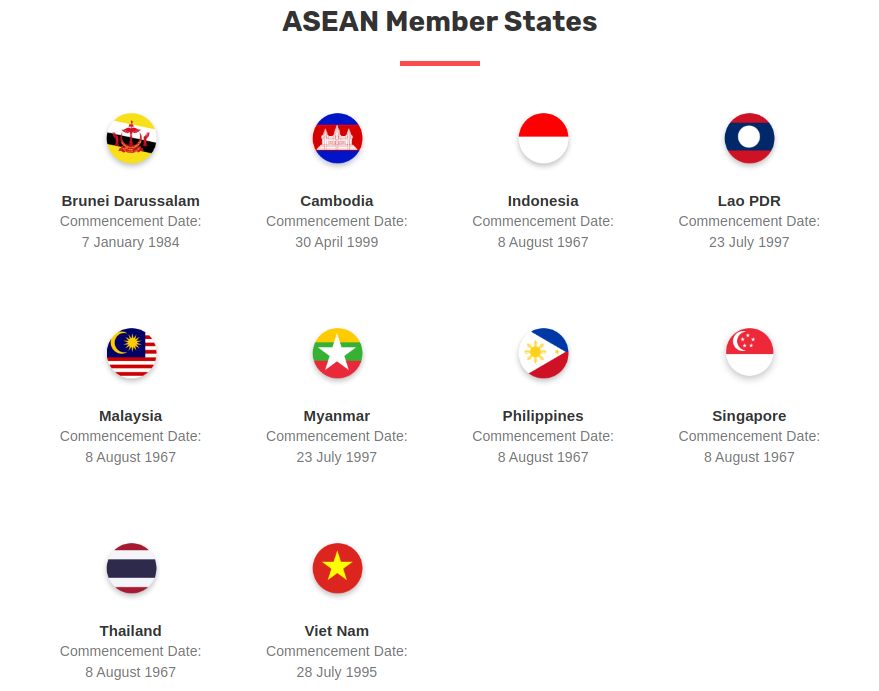 ASEAN Member States
Brunei Darussalam
Commencement Date:
7 January 1984
Cambodia
Commencement Date:
30 April 1999
Indonesia
Commencement Date:
8 August 1967
Lao PDR
Commencement Date:
23 July 1997
Malaysia
Commencement Date:
8 August 1967
Myanmar
Commencement Date:
23 July 1997
Philippines
Commencement Date:
8 August 1967
Singapore
Commencement Date:
8 August 1967
Thailand
Commencement Date:
8 August 1967
Viet Nam
Commencement Date:
28 July 1995